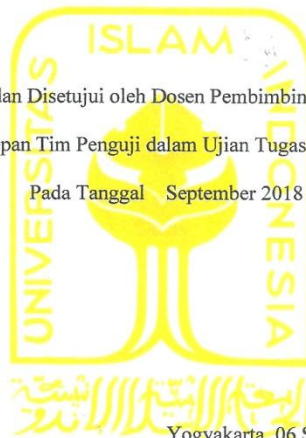 ISLAM
UNIVERSITAS
INDONESIA
dan Disetujui oleh Dosen Pembimbin
pan Tim Penguji dalam Ujian Tugas
Pada Tanggal September 2018
Yogyakarta, 06